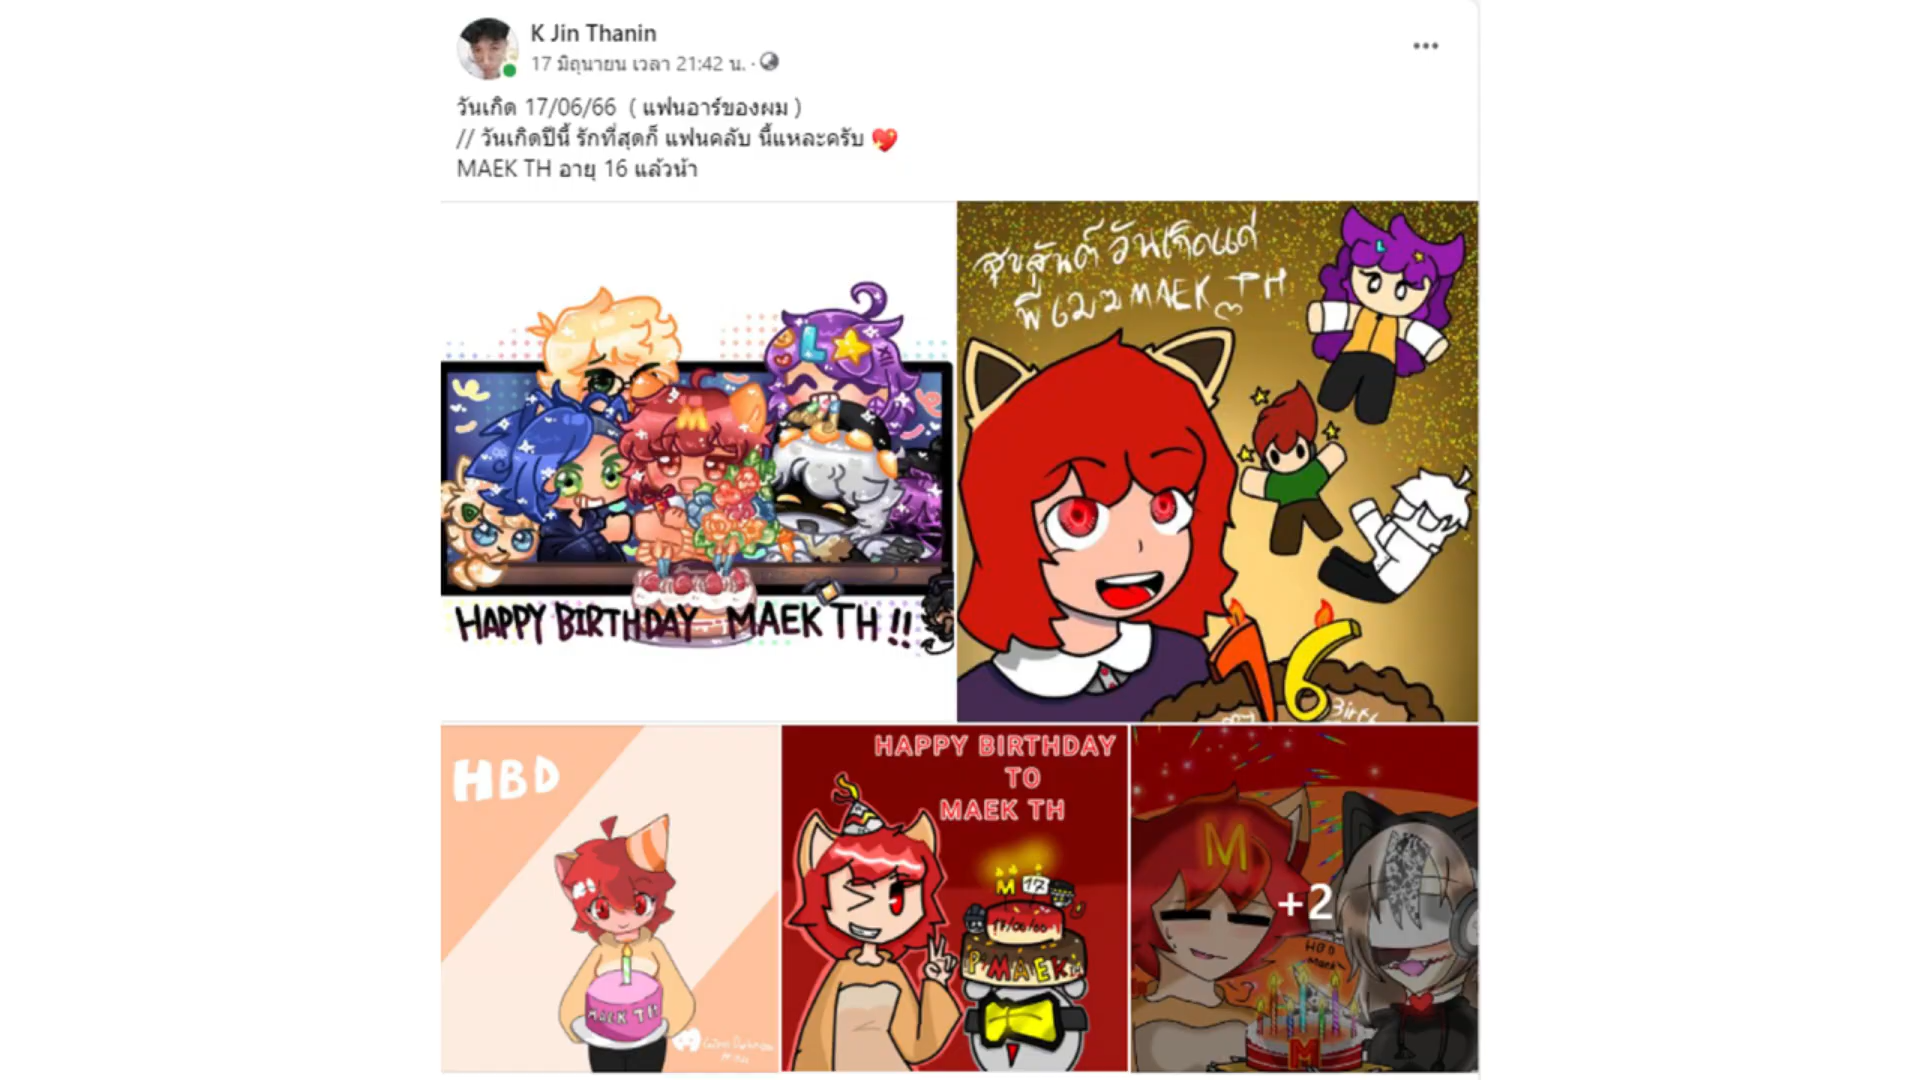 K Jin Thanin
17 มิถุนายน เวลา 21:42 น. ·
วันเกิด 17/06/66 ( แฟนอาร์ของผม )
// วันเกิดปีนี้ รักที่สุดก็ แฟนคลับ นี้แหละครับ 💖
MAEK TH อายุ 16 แล้วน้า
L
M
HAPPY BIRTHDAY MAEK TH !!
สุขสันต์วันเกิดแด่
พี่เมฆ MAEK TH
16
Birth
HBD
MAEK TH
HAPPY BIRTHDAY
TO
MAEK TH
M 17
P'MAEK
M
+2
HBD
Maek
M